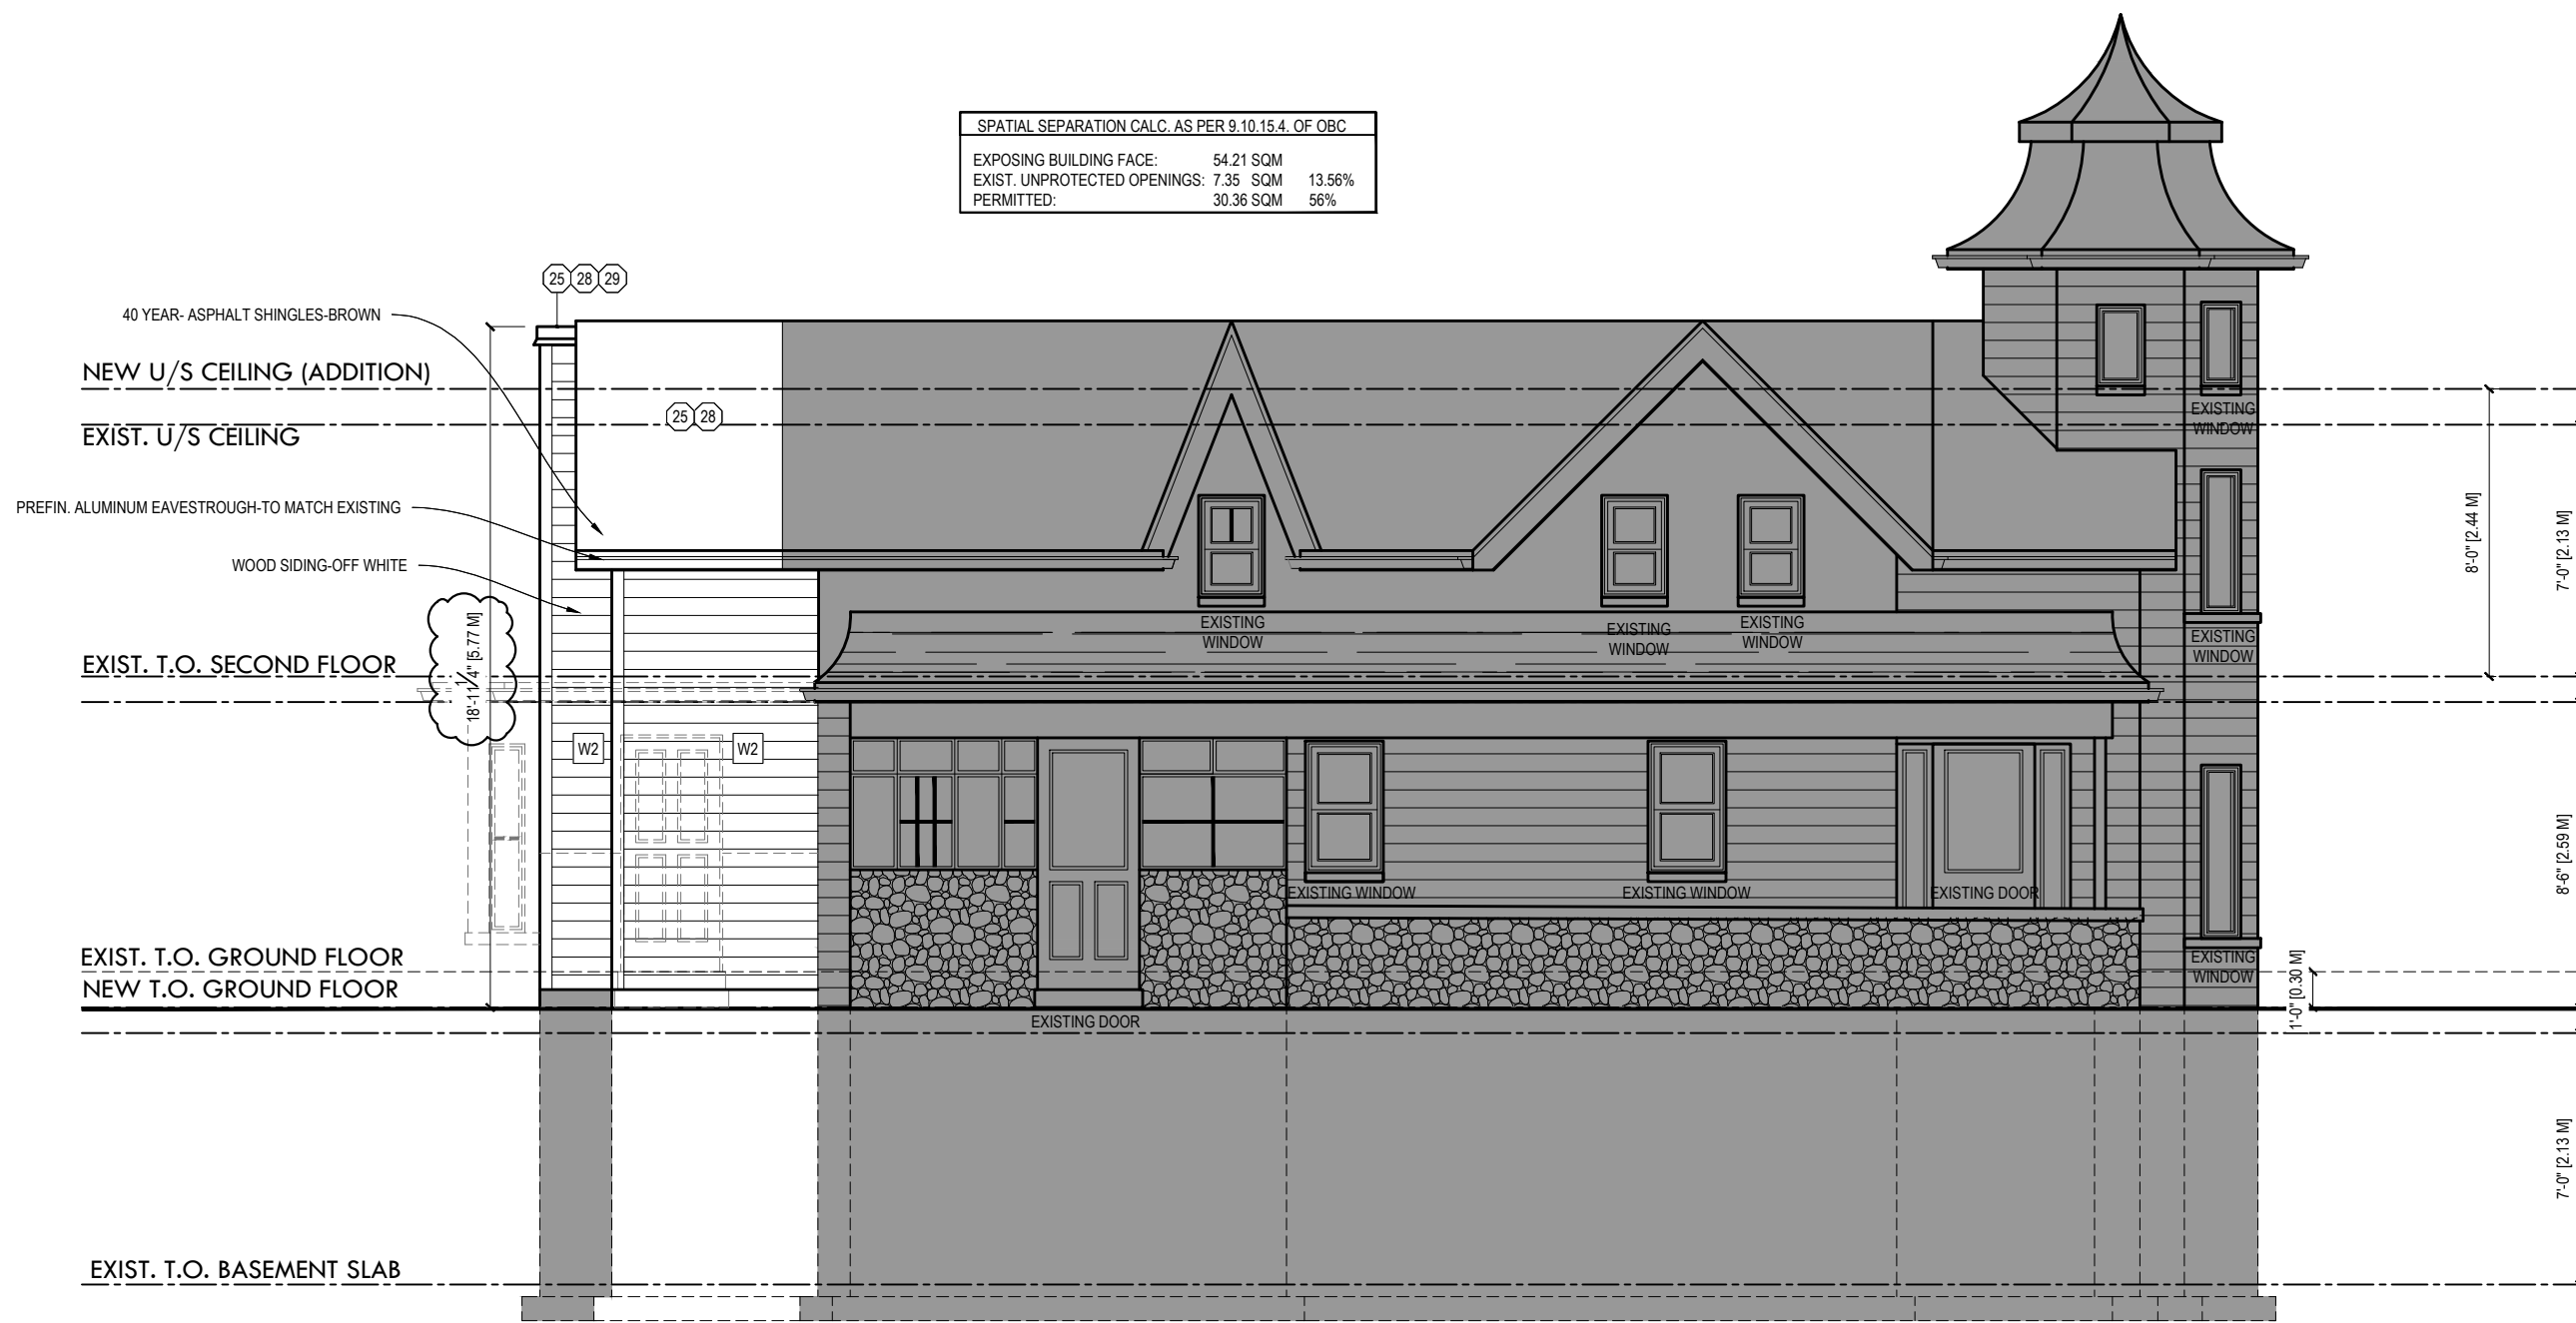 SPATIAL SEPARATION CALC. AS PER 9.10.15.4. OF OBC
EXPOSING BUILDING FACE: 54.21 SQM
EXIST. UNPROTECTED OPENINGS: 7.35 SQM 13.56%
PERMITTED: 30.36 SQM 56%
25 28 29
40 YEAR- ASPHALT SHINGLES-BROWN
NEW U/S CEILING (ADDITION)
25 28
EXISTING
WINDOW
EXIST. U/S CEILING
PREFIN. ALUMINUM EAVESTROUGH-TO MATCH EXISTING
8'-0" [2.44 M]
7'-0" [2.13 M]
WOOD SIDING-OFF WHITE
EXISTING
WINDOW
EXISTING
WINDOW
EXISTING
WINDOW
EXISTING
WINDOW
18'-11 1/4" [5.77 M]
EXIST. T.O. SECOND FLOOR
W2
W2
8'-6" [2.59 M]
EXISTING WINDOW
EXISTING WINDOW
EXISTING DOOR
EXIST. T.O. GROUND FLOOR
EXISTING
WINDOW
NEW T.O. GROUND FLOOR
1'-0" [0.30 M]
EXISTING DOOR
7'-0" [2.13 M]
EXIST. T.O. BASEMENT SLAB